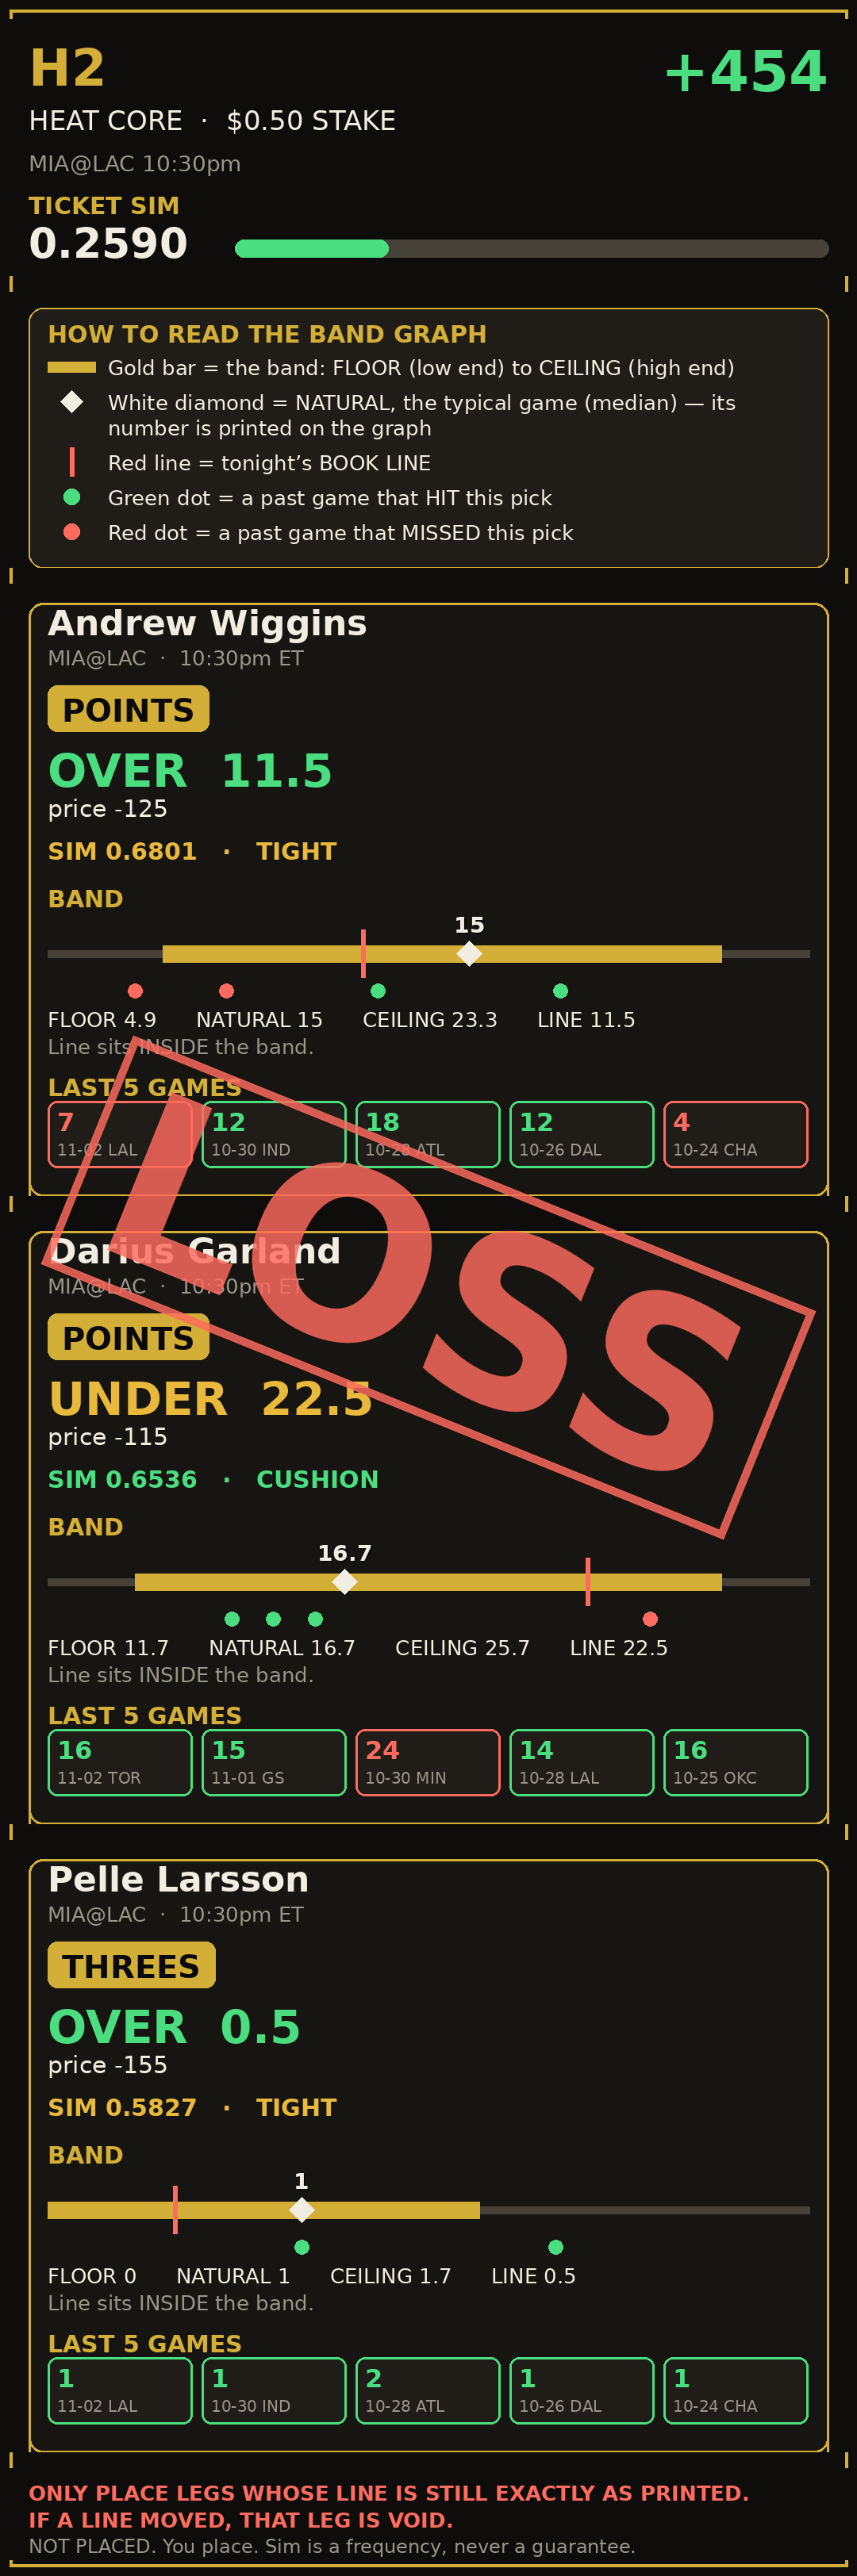 H2
+454
HEAT CORE · $0.50 STAKE
MIA@LAC 10:30pm
TICKET SIM
0.2590
HOW TO READ THE BAND GRAPH
Gold bar = the band: FLOOR (low end) to CEILING (high end)
White diamond = NATURAL, the typical game (median) — its
number is printed on the graph
Red line = tonight’s BOOK LINE
Green dot = a past game that HIT this pick
Red dot = a past game that MISSED this pick
Andrew Wiggins
MIA@LAC · 10:30pm ET
POINTS
OVER 11.5
price -125
SIM 0.6801 · TIGHT
BAND
15
FLOOR 4.9 NATURAL 15 CEILING 23.3 LINE 11.5
Line sits INSIDE the band.
LAST 5 GAMES
7 12 18 12 4
11-02 LAL 10-30 IND 10-28 ATL 10-26 DAL 10-24 CHA
LOSS
Darius Garland
MIA@LAC · 10:30pm ET
POINTS
UNDER 22.5
price -115
SIM 0.6536 · CUSHION
BAND
16.7
FLOOR 11.7 NATURAL 16.7 CEILING 25.7 LINE 22.5
Line sits INSIDE the band.
LAST 5 GAMES
16 15 24 14 16
11-02 TOR 11-01 GS 10-30 MIN 10-28 LAL 10-25 OKC
Pelle Larsson
MIA@LAC · 10:30pm ET
THREES
OVER 0.5
price -155
SIM 0.5827 · TIGHT
BAND
1
FLOOR 0 NATURAL 1 CEILING 1.7 LINE 0.5
Line sits INSIDE the band.
LAST 5 GAMES
1 1 2 1 1
11-02 LAL 10-30 IND 10-28 ATL 10-26 DAL 10-24 CHA
ONLY PLACE LEGS WHOSE LINE IS STILL EXACTLY AS PRINTED.
IF A LINE MOVED, THAT LEG IS VOID.
NOT PLACED. You place. Sim is a frequency, never a guarantee.